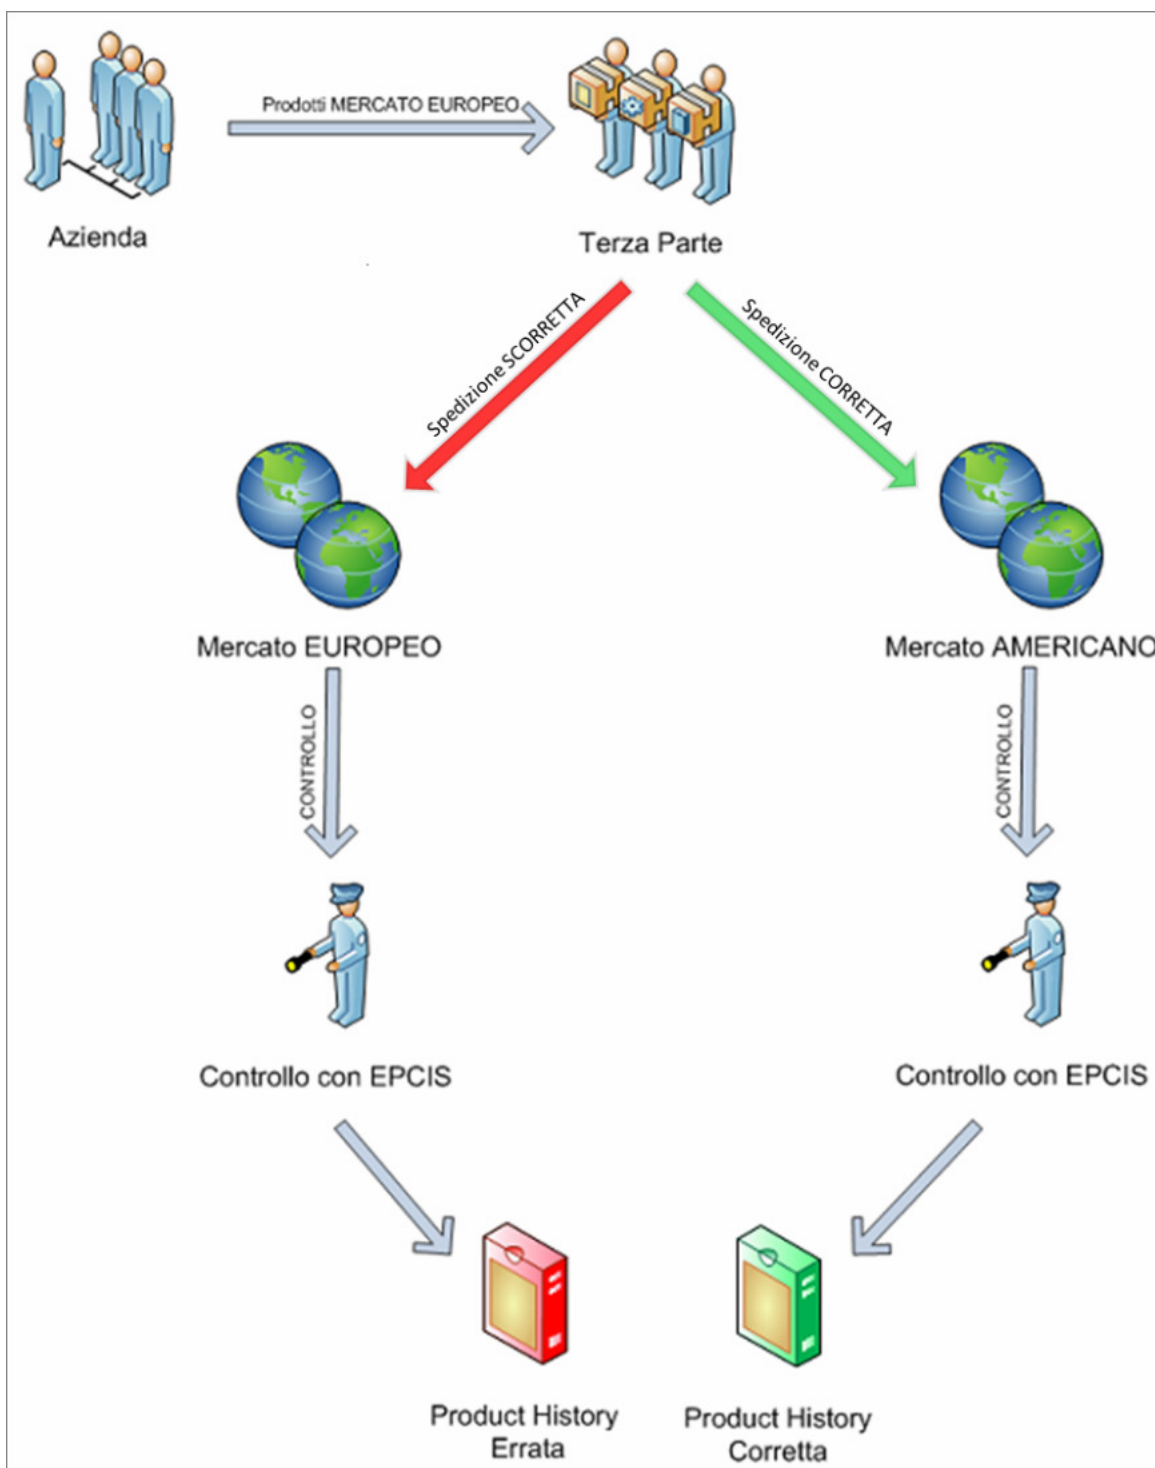 Prodotti MERCATO EUROPEO
Azienda
Terza Parte
Spedizione SCORRETTA
Spedizione CORRETTA
Mercato EUROPEO
Mercato AMERICANO
CONTROLLO
CONTROLLO
Controllo con EPCIS
Controllo con EPCIS
Product History
Errata
Product History
Corretta